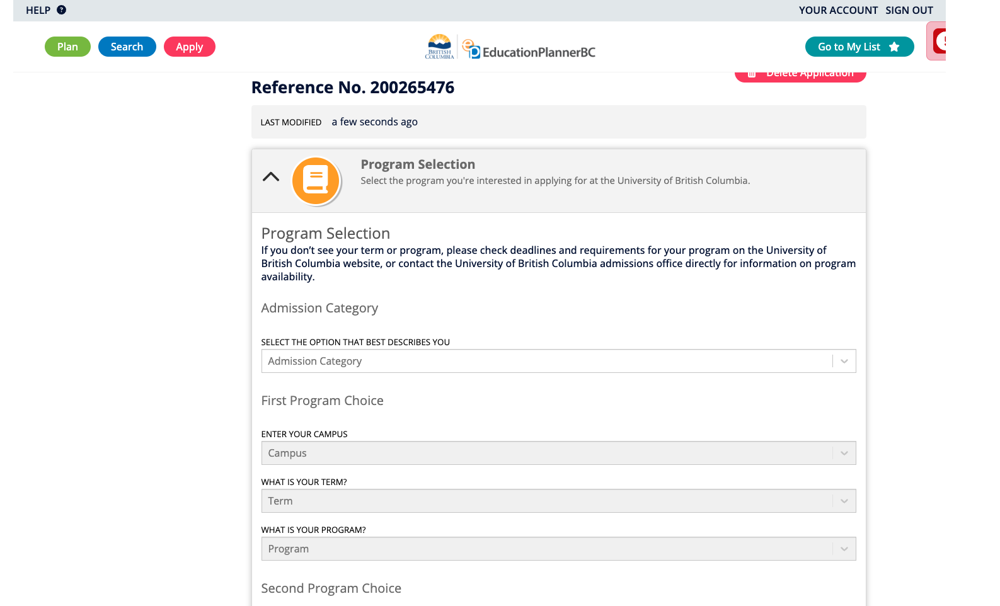 HELP ?
YOUR ACCOUNT SIGN OUT
Plan Search Apply
BRITISH
COLUMBIA
EducationPlannerBC
Go to My List
Delete Application
Reference No. 200265476
LAST MODIFIED a few seconds ago
Program Selection
Select the program you're interested in applying for at the University of British Columbia.
Program Selection
If you don’t see your term or program, please check deadlines and requirements for your program on the University of
British Columbia website, or contact the University of British Columbia admissions office directly for information on program
availability.
Admission Category
SELECT THE OPTION THAT BEST DESCRIBES YOU
Admission Category
First Program Choice
ENTER YOUR CAMPUS
Campus
WHAT IS YOUR TERM?
Term
WHAT IS YOUR PROGRAM?
Program
Second Program Choice